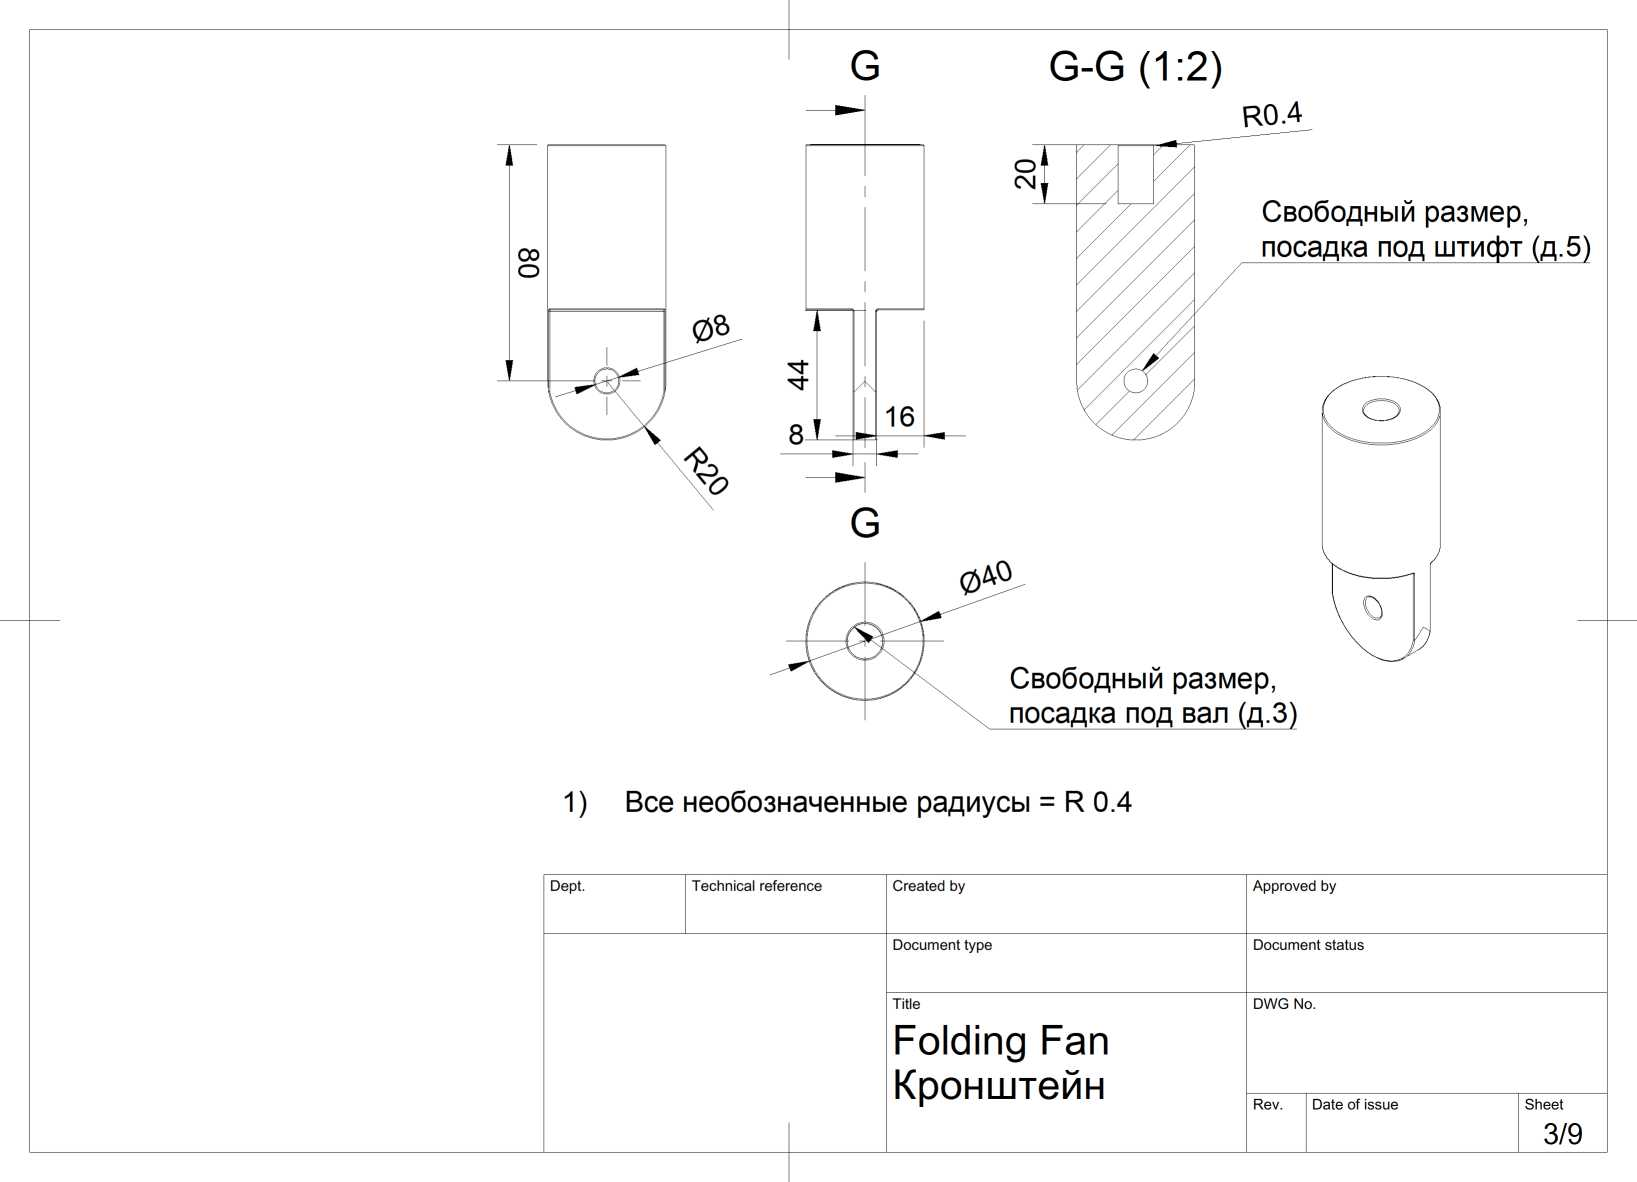 G
G-G (1:2)
R0.4
20
80
Свободный размер,
посадка под штифт (д.5)
Ø8
44
16
8
R20
G
Ø40
Свободный размер,
посадка под вал (д.3)
1) Все необозначенные радиусы = R 0.4
Dept.
Technical reference
Created by
Approved by
Document type
Document status
Title
DWG No.
Folding Fan
Кронштейн
Rev.
Date of issue
Sheet
3/9